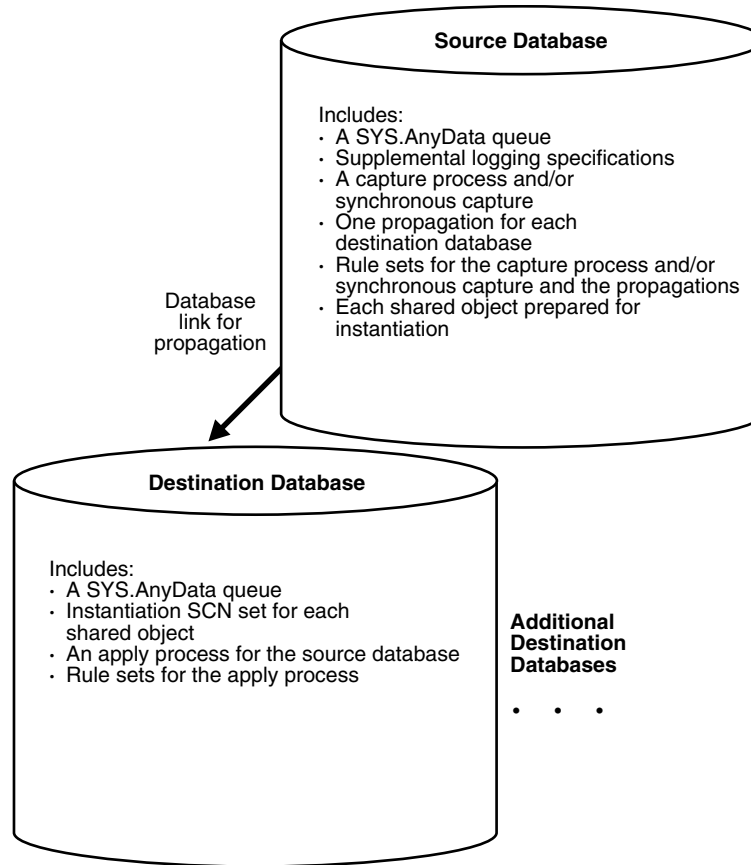 Source Database
Includes:
· A SYS.AnyData queue
· Supplemental logging specifications
· A capture process and/or
synchronous capture
· One propagation for each
destination database
· Rule sets for the capture process and/or
synchronous capture and the propagations
· Each shared object prepared for
instantiation
Database
link for
propagation
Destination Database
Includes:
· A SYS.AnyData queue
· Instantiation SCN set for each
shared object
· An apply process for the source database
· Rule sets for the apply process
Additional
Destination
Databases
. . .